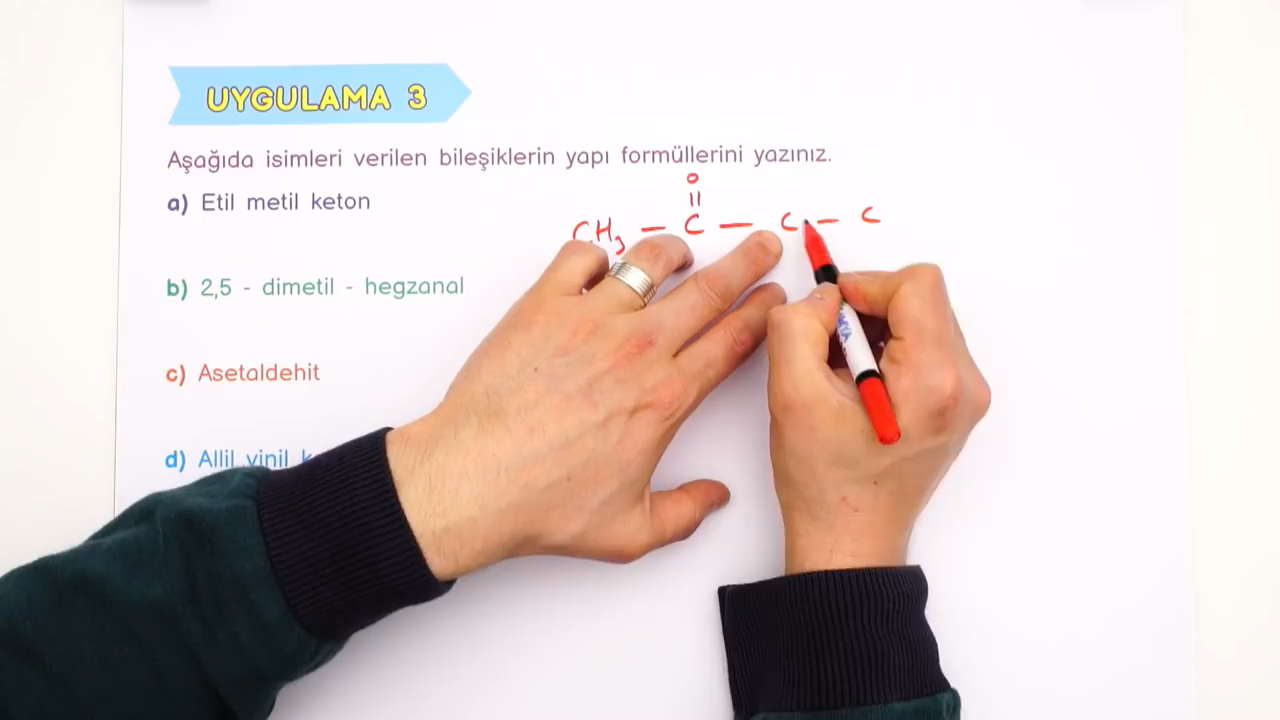 UYGULAMA 3
Aşağıda isimleri verilen bileşiklerin yapı formüllerini yazınız.
a) Etil metil keton
O
||
CH3 — C — C — C
b) 2,5 - dimetil - hegzanal
c) Asetaldehit
d) Allil vinil